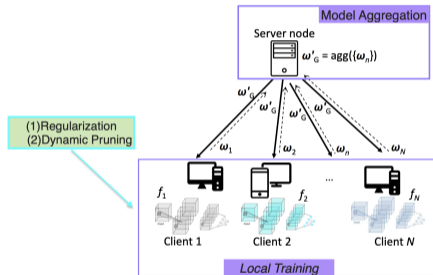 Model Aggregation
Server node
ω'G = agg({ωn})
ω'G
ω'G
ω'G
ω'G
(1)Regularization
(2)Dynamic Pruning
ω1
ω2
ωn
ωN
...
f1
f2
fN
Client 1
Client 2
Client N
Local Training